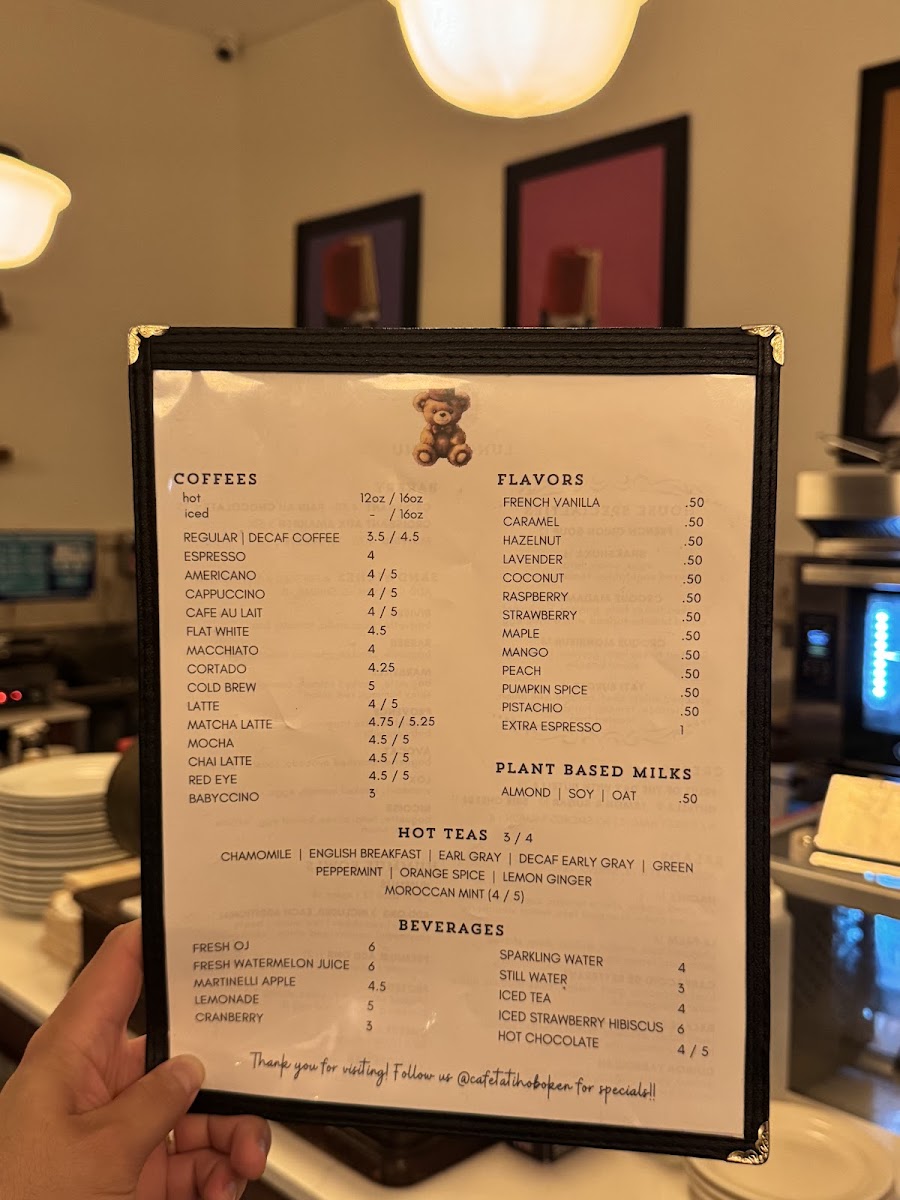 COFFEES
hot 12oz / 16oz
iced - / 16oz
REGULAR | DECAF COFFEE 3.5 / 4.5
ESPRESSO 4
AMERICANO 4 / 5
CAPPUCCINO 4 / 5
CAFE AU LAIT 4 / 5
FLAT WHITE 4.5
MACCHIATO 4
CORTADO 4.25
COLD BREW 5
LATTE 4 / 5
MATCHA LATTE 4.75 / 5.25
MOCHA 4.5 / 5
CHAI LATTE 4.5 / 5
RED EYE 4.5 / 5
BABYCCINO 3
FLAVORS
FRENCH VANILLA .50
CARAMEL .50
HAZELNUT .50
LAVENDER .50
COCONUT .50
RASPBERRY .50
STRAWBERRY .50
MAPLE .50
MANGO .50
PEACH .50
PUMPKIN SPICE .50
PISTACHIO .50
EXTRA ESPRESSO 1
PLANT BASED MILKS
ALMOND | SOY | OAT .50
HOT TEAS 3 / 4
CHAMOMILE | ENGLISH BREAKFAST | EARL GRAY | DECAF EARLY GRAY | GREEN
PEPPERMINT | ORANGE SPICE | LEMON GINGER
MOROCCAN MINT (4 / 5)
BEVERAGES
FRESH OJ 6
FRESH WATERMELON JUICE 6
MARTINELLI APPLE 4.5
LEMONADE 5
CRANBERRY 3
SPARKLING WATER 4
STILL WATER 3
ICED TEA 4
ICED STRAWBERRY HIBISCUS 6
HOT CHOCOLATE 4 / 5
Thank you for visiting! Follow us @cafetatihoboken for specials!!